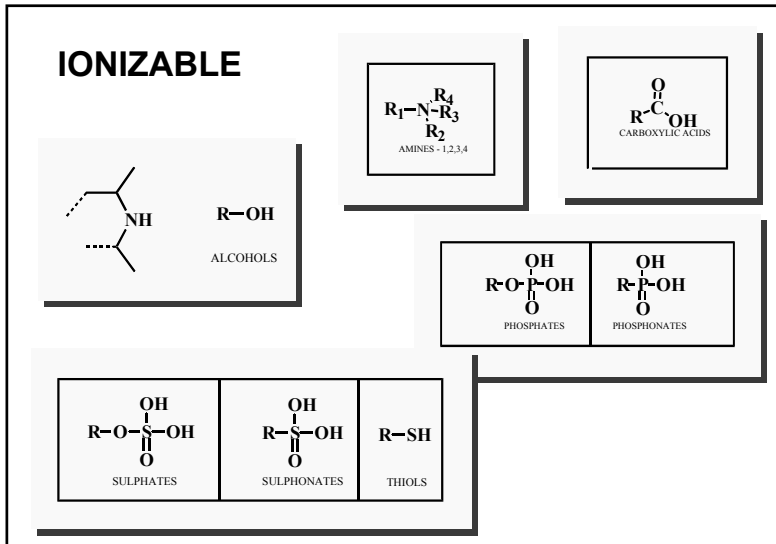 IONIZABLE
R1 N R4
R3
R2
AMINES - 1,2,3,4
O
R C OH
CARBOXYLIC ACIDS
NH
R—OH
ALCOHOLS
OH
R—O—P—OH
O
PHOSPHATES
OH
R—P—OH
O
PHOSPHONATES
OH
R—O—S—OH
O
SULPHATES
OH
R—S—OH
O
SULPHONATES
R—SH
THIOLS